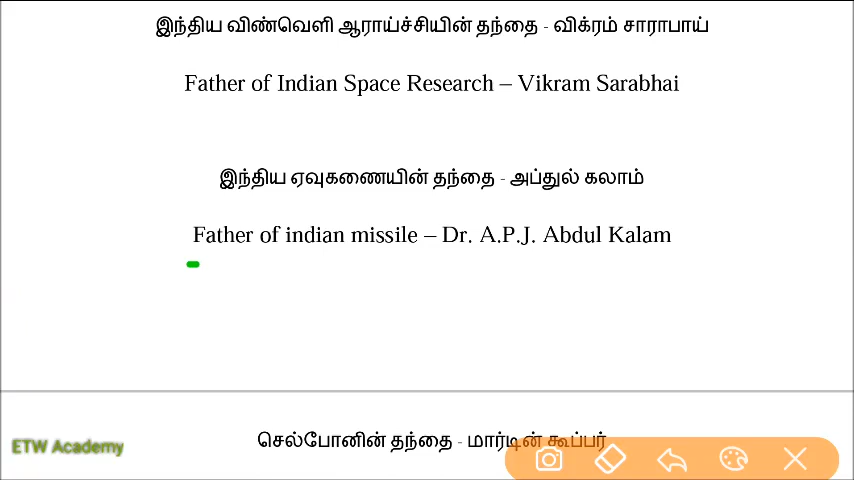 இந்திய விண்வெளி ஆராய்ச்சியின் தந்தை - விக்ரம் சாராபாய்
Father of Indian Space Research – Vikram Sarabhai
இந்திய ஏவுகணையின் தந்தை - அப்துல் கலாம்
Father of indian missile – Dr. A.P.J. Abdul Kalam
செல்போனின் தந்தை - மார்டின் கூப்பர்
ETW Academy